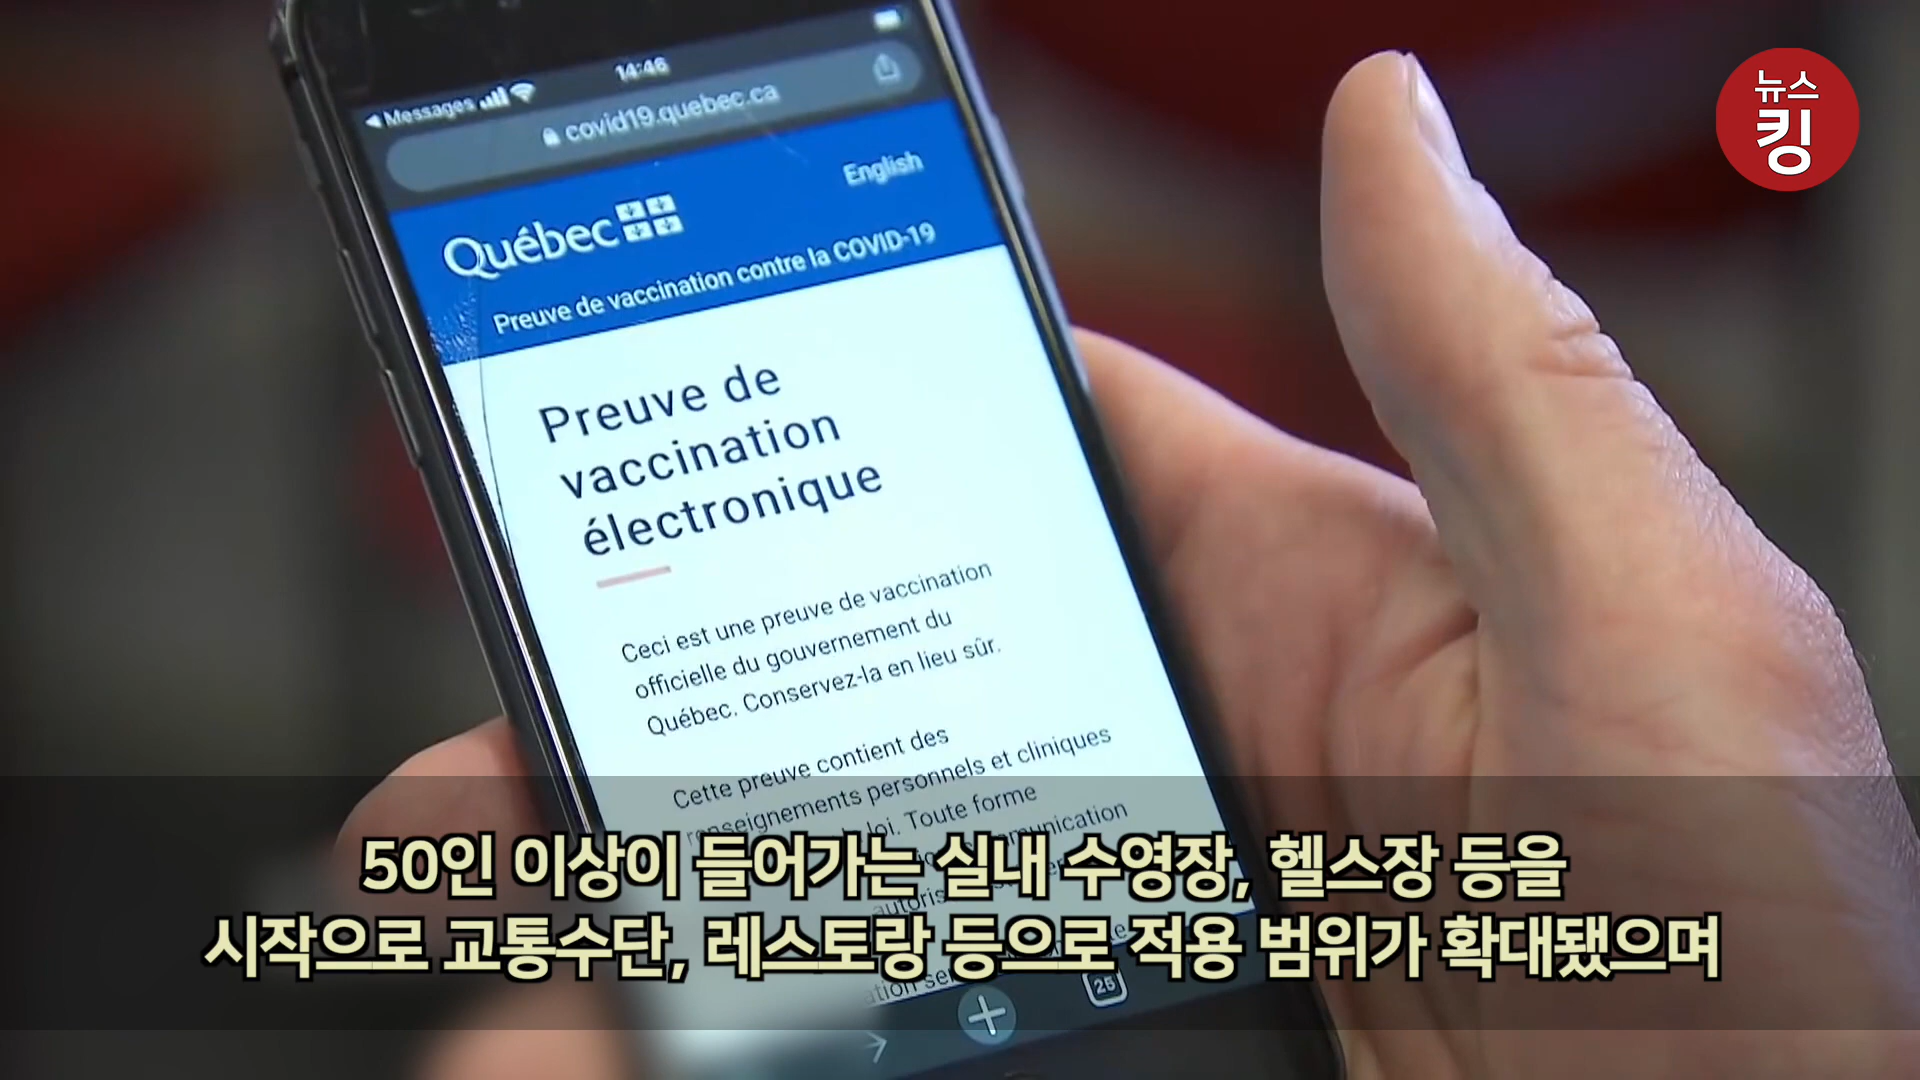 뉴스
킹
Messages
14:46
covid19.quebec.ca
English
Québec
Preuve de vaccination contre la COVID-19
Preuve de
vaccination
électronique
Ceci est une preuve de vaccination
officielle du gouvernement du
Québec. Conservez-la en lieu sûr.
Cette preuve contient des
renseignements personnels et cliniques
loi. Toute forme
50인 이상이 들어가는 실내 수영장, 헬스장 등을
시작으로 교통수단, 레스토랑 등으로 적용 범위가 확대됐으며
25